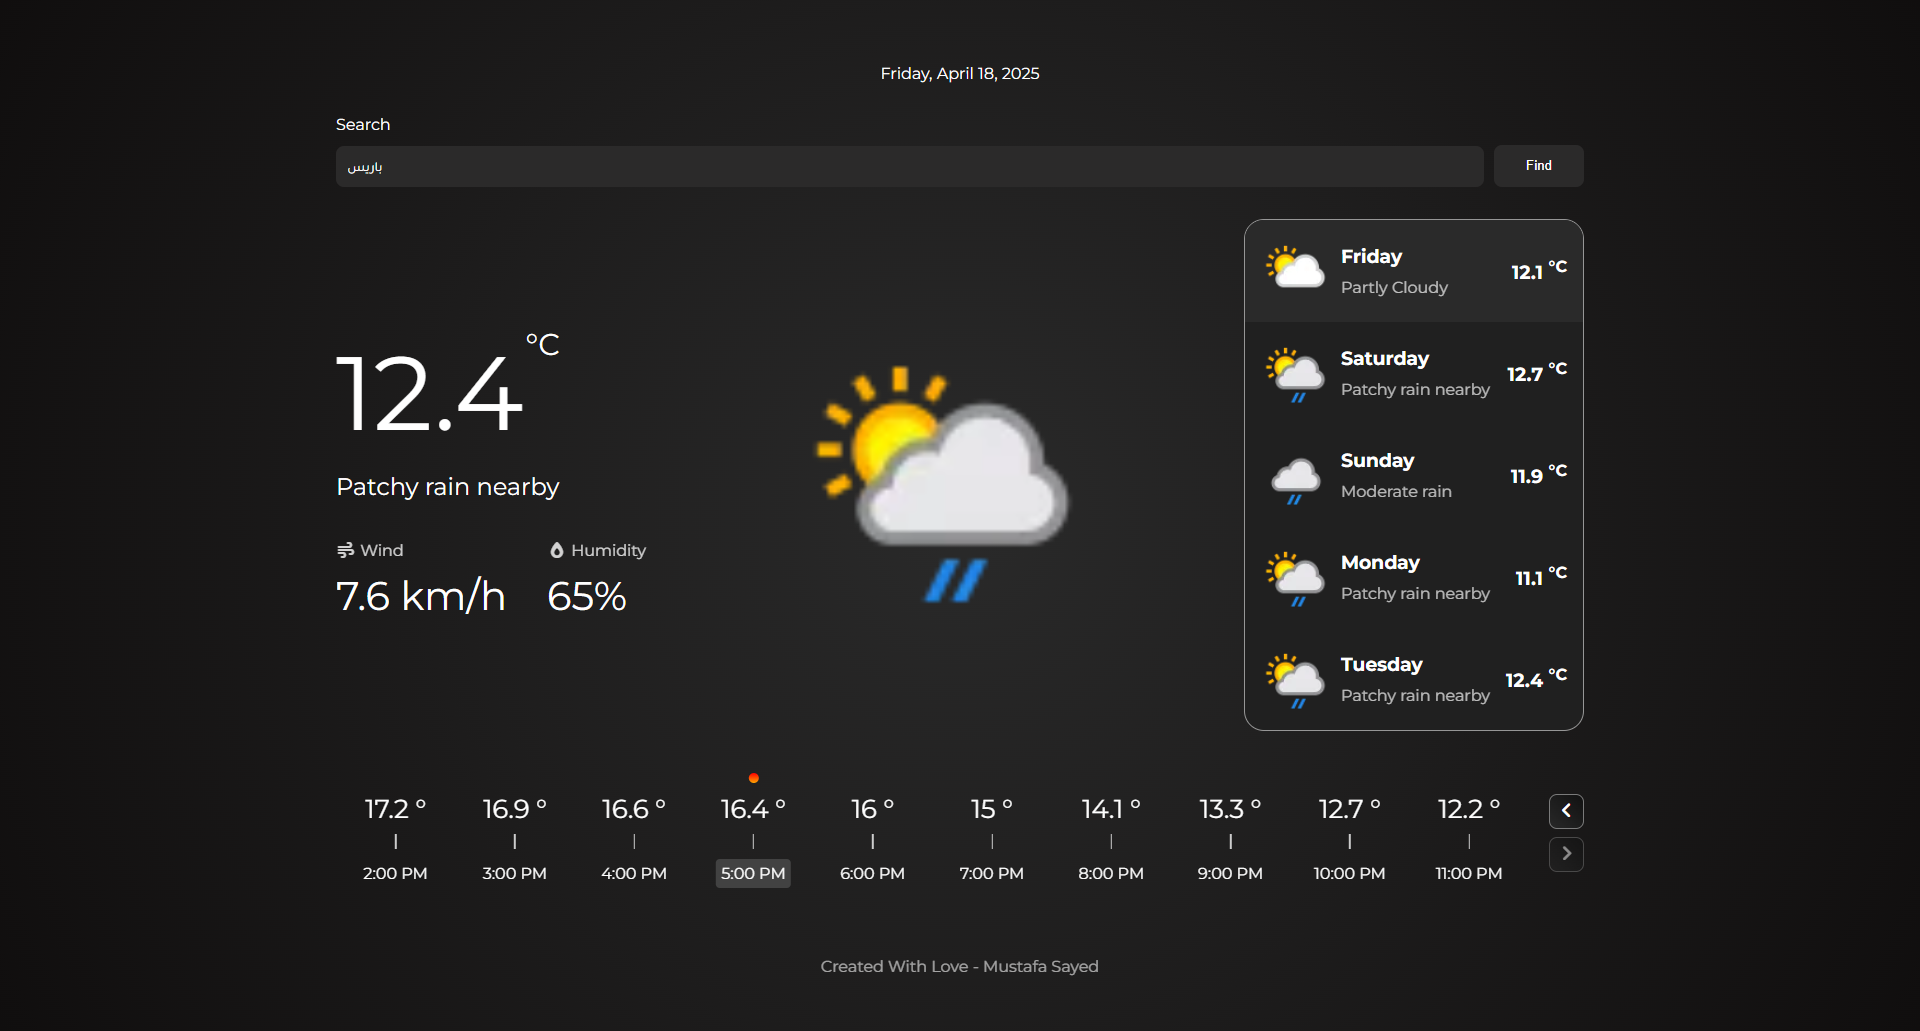 Friday, April 18, 2025
Search
باريس
Find
12.4 °C
Patchy rain nearby
Wind
7.6 km/h
Humidity
65%
Friday
Partly Cloudy
12.1 °C
Saturday
Patchy rain nearby
12.7 °C
Sunday
Moderate rain
11.9 °C
Monday
Patchy rain nearby
11.1 °C
Tuesday
Patchy rain nearby
12.4 °C
17.2 ° 16.9 ° 16.6 ° 16.4 ° 16 ° 15 ° 14.1 ° 13.3 ° 12.7 ° 12.2 °
2:00 PM 3:00 PM 4:00 PM 5:00 PM 6:00 PM 7:00 PM 8:00 PM 9:00 PM 10:00 PM 11:00 PM
Created With Love - Mustafa Sayed